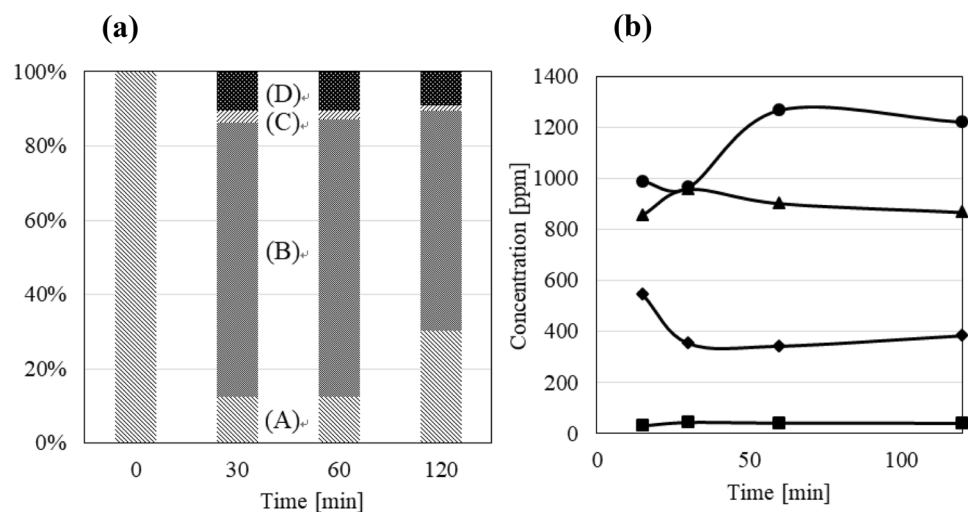 (a)
100%
80%
60%
40%
20%
0%
(D)
(C)
(B)
(A)
0 30 60 120
Time [min]
(b)
Concentration [ppm]
1400
1200
1000
800
600
400
200
0
0 50 100
Time [min]